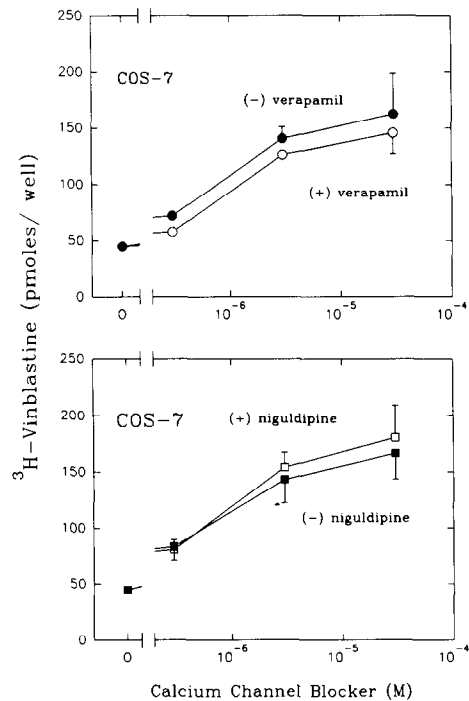 250
200
150
100
50
0
COS-7
(-) verapamil
(+) verapamil
0
10⁻⁶
10⁻⁵
10⁻⁴
³H-Vinblastine (pmoles/ well)
250
200
150
100
50
0
COS-7
(+) niguldipine
(-) niguldipine
0
10⁻⁶
10⁻⁵
10⁻⁴
Calcium Channel Blocker (M)